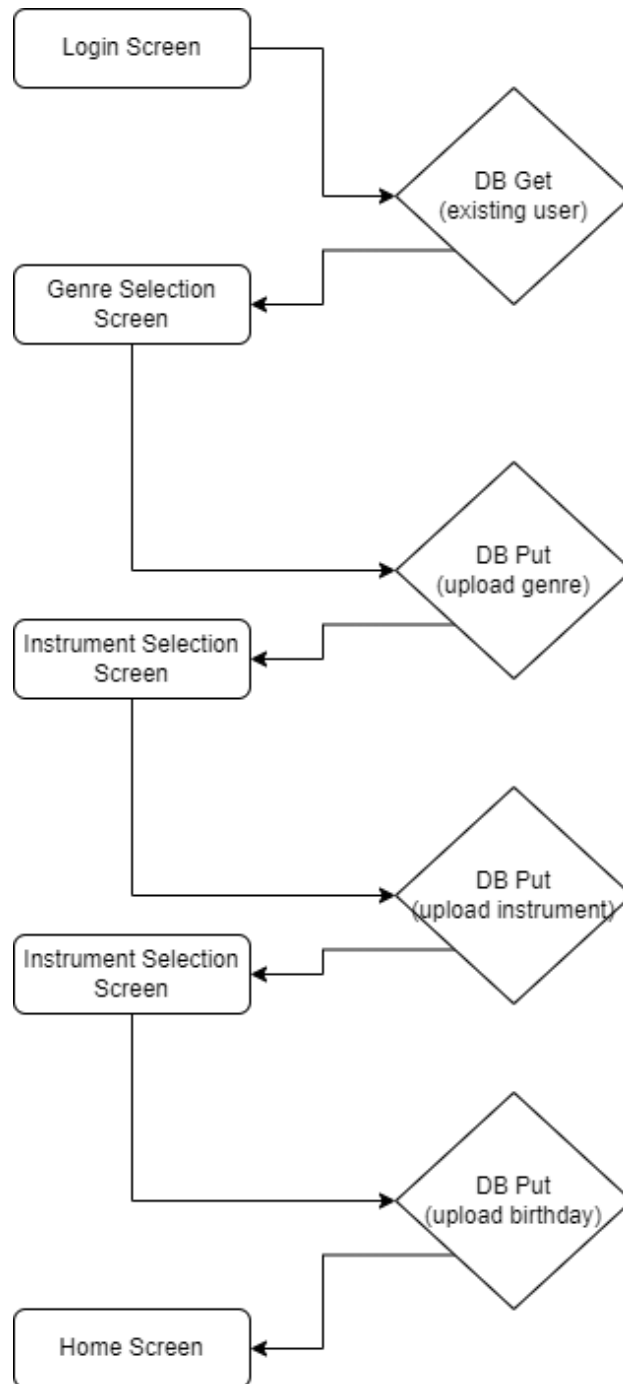 Login Screen
DB Get
(existing user)
Genre Selection
Screen
DB Put
(upload genre)
Instrument Selection
Screen
DB Put
(upload instrument)
Instrument Selection
Screen
DB Put
(upload birthday)
Home Screen